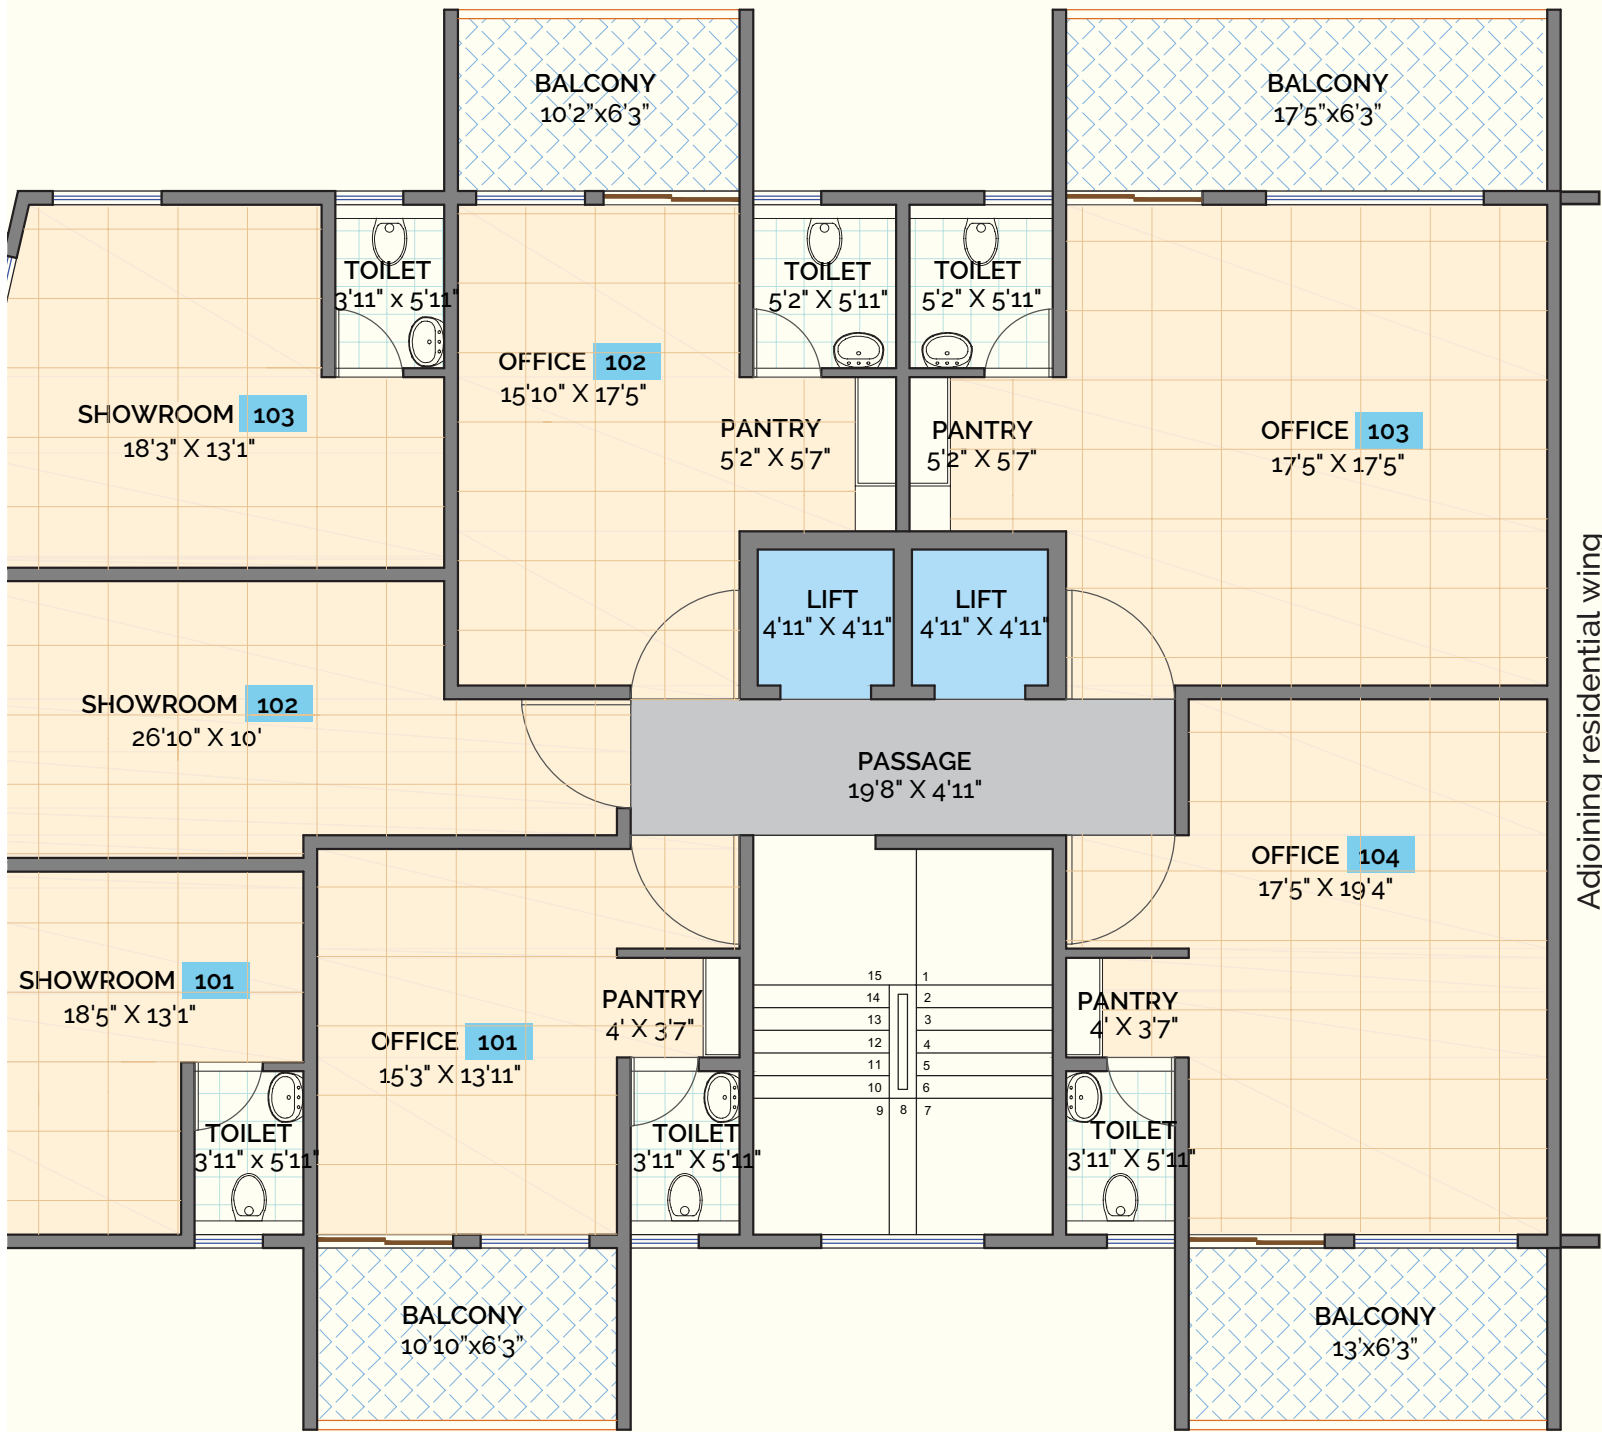 BALCONY
10'2”x6'3”
BALCONY
17'5”x6'3”
TOILET
3'11" x 5'11"
TOILET
5'2" X 5'11"
TOILET
5'2" X 5'11"
OFFICE 102
15'10" X 17'5"
SHOWROOM 103
18'3" X 13'1"
PANTRY
5'2" X 5'7"
PANTRY
5'2" X 5'7"
OFFICE 103
17'5" X 17'5"
LIFT
4'11" X 4'11"
LIFT
4'11" X 4'11"
Adjoining residential wing
SHOWROOM 102
26'10" X 10'
PASSAGE
19'8" X 4'11"
OFFICE 104
17'5" X 19'4"
SHOWROOM 101
18'5" X 13'1"
OFFICE 101
15'3" X 13'11"
PANTRY
4' X 3'7"
15 1
14 2
13 3
12 4
11 5
10 6
9 8 7
PANTRY
4' X 3'7"
TOILET
3'11" x 5'11"
TOILET
3'11" X 5'11"
TOILET
3'11" X 5'11"
BALCONY
10'10”x6'3”
BALCONY
13'x6'3”